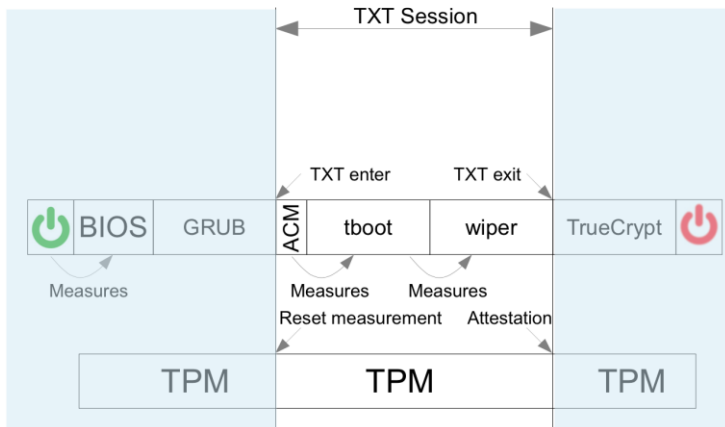 TXT Session
TXT enter
TXT exit
BIOS
GRUB
ACM
tboot
wiper
TrueCrypt
Measures
Measures
Measures
Reset measurement
Attestation
TPM
TPM
TPM